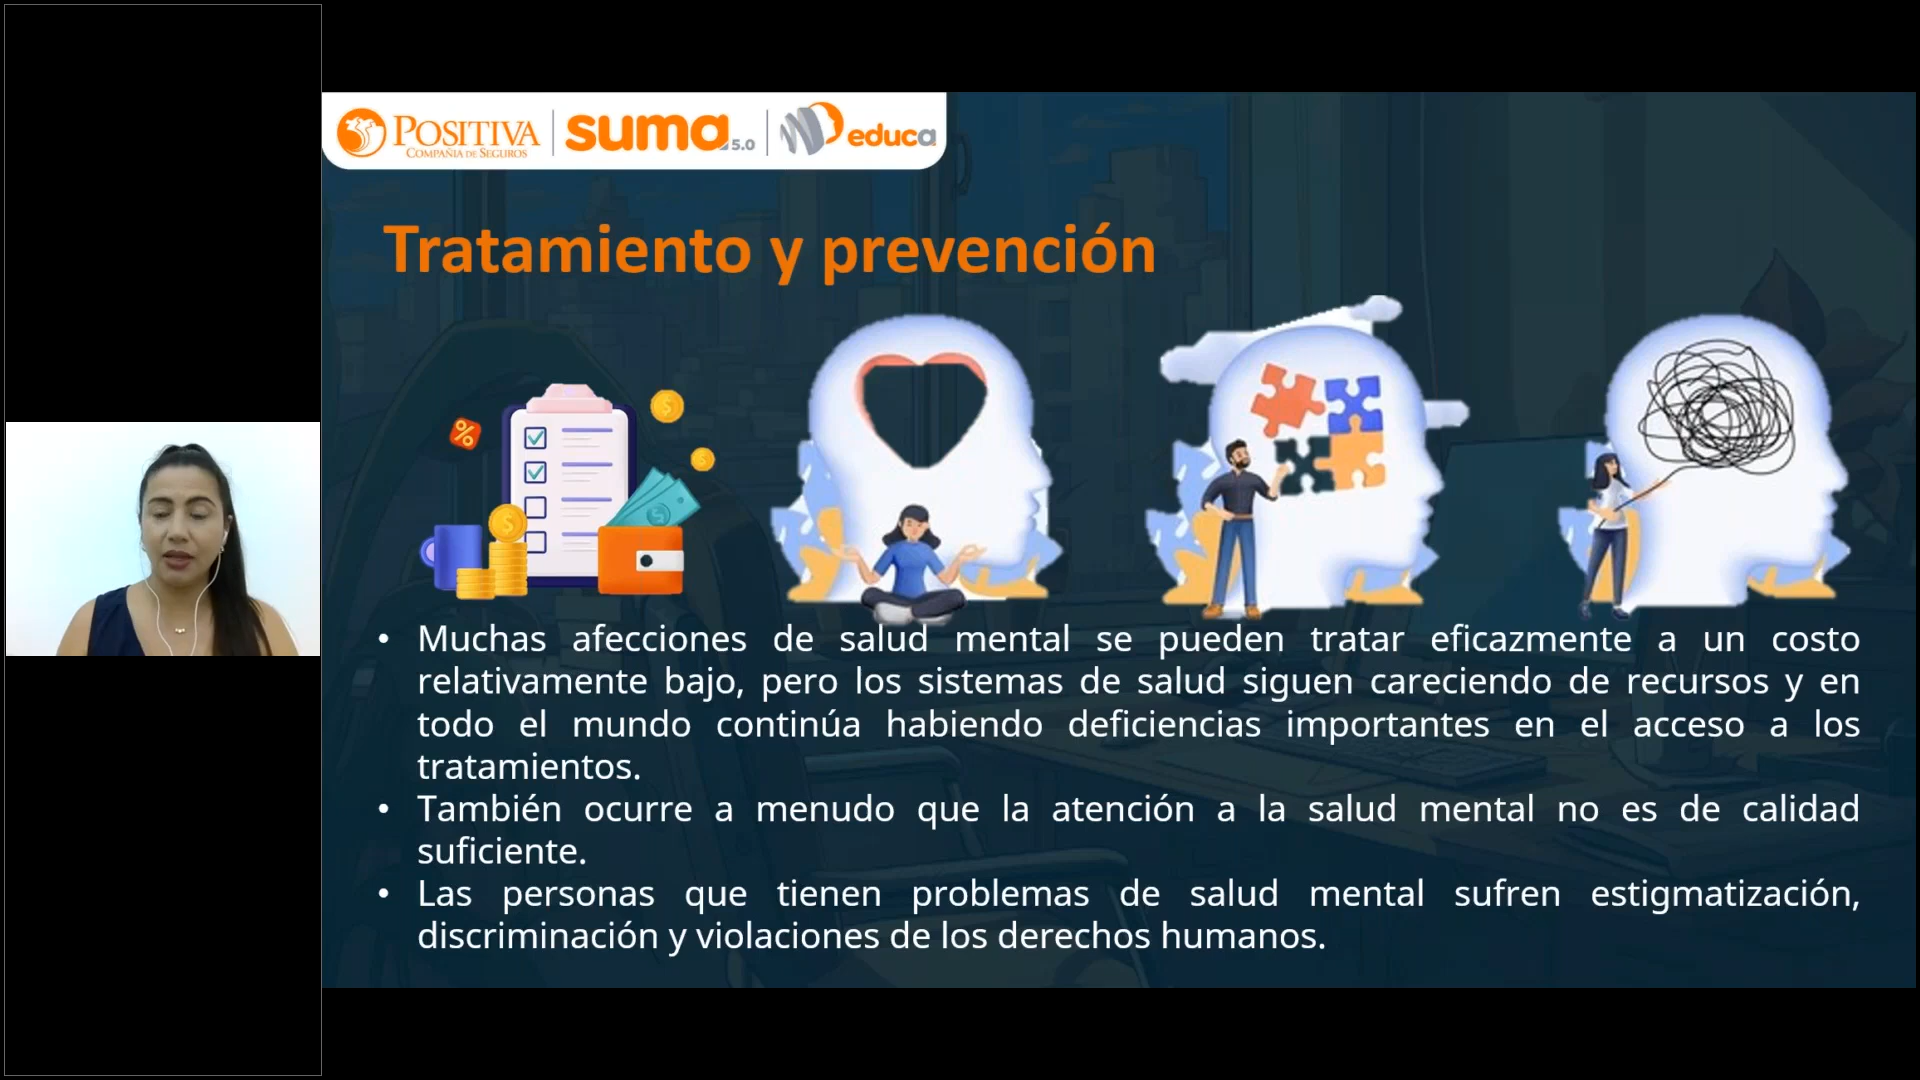 POSITIVA
COMPAÑIA DE SEGUROS
suma 5.0
educa
Tratamiento y prevención
• Muchas afecciones de salud mental se pueden tratar eficazmente a un costo
relativamente bajo, pero los sistemas de salud siguen careciendo de recursos y en
todo el mundo continúa habiendo deficiencias importantes en el acceso a los
tratamientos.
• También ocurre a menudo que la atención a la salud mental no es de calidad
suficiente.
• Las personas que tienen problemas de salud mental sufren estigmatización,
discriminación y violaciones de los derechos humanos.